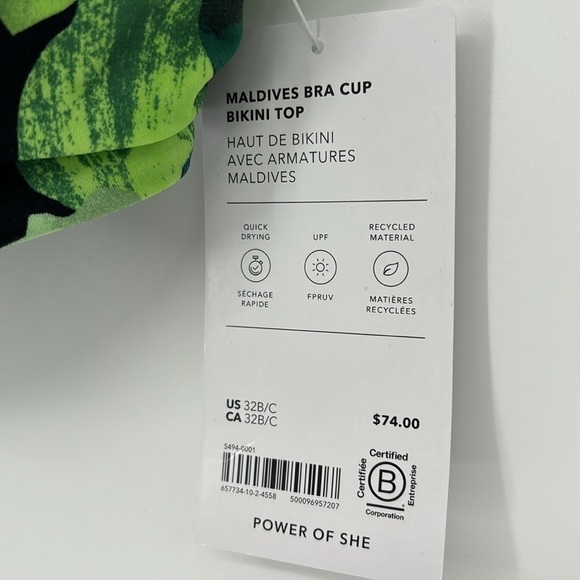 MALDIVES BRA CUP
BIKINI TOP
HAUT DE BIKINI
AVEC ARMATURES
MALDIVES
QUICK
DRYING
UPF
RECYCLED
MATERIAL
SÉCHAGE
RAPIDE
FPRUV
MATIÈRES
RECYCLÉES
US 32B/C
CA 32B/C
$74.00
S494-0001
657734-10-2-4558 500096957207
Certified
Certifiée
B
Entreprise
Corporation
POWER OF SHE